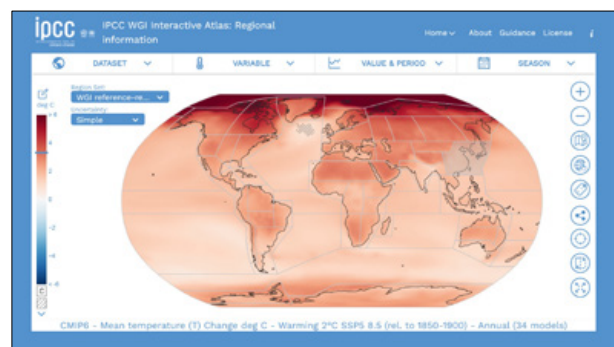 ipcc
IPCC WGI Interactive Atlas: Regional
information
Home About Guidance License i
DATASET VARIABLE VALUE & PERIOD SEASON
Region Set:
WGI reference-re...
Uncertainty:
Simple
deg C
+6
+4
+2
0
-2
-4
-6
CMIP6 - Mean temperature (T) Change deg C - Warming 2°C SSP5 8.5 (rel. to 1850-1900) - Annual (34 models)